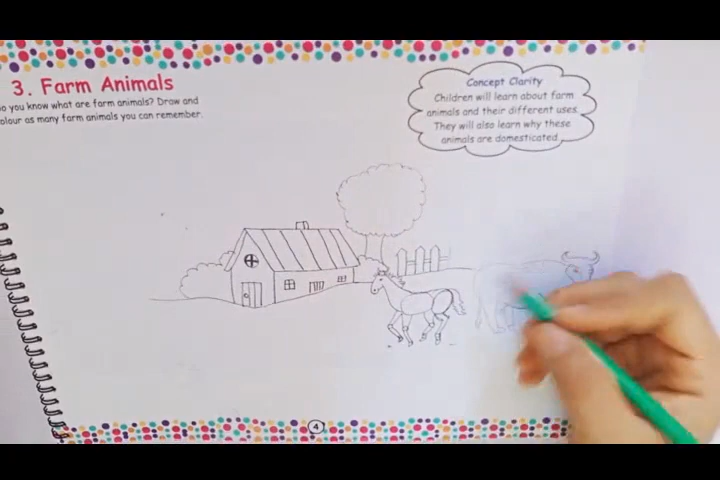 3. Farm Animals
you know what are farm animals? Draw and
colour as many farm animals you can remember.
Concept Clarity
Children will learn about farm
animals and their different uses.
They will also learn why these
animals are domesticated.
4